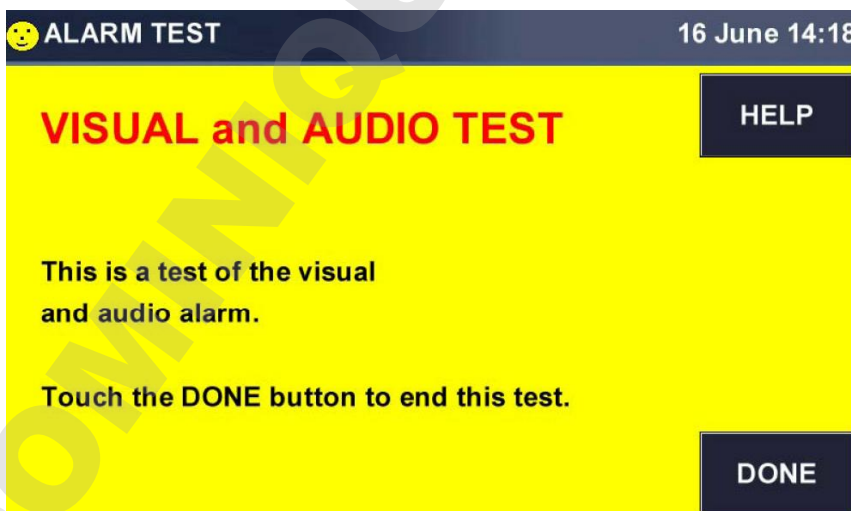 ALARM TEST
16 June 14:18
HELP
VISUAL and AUDIO TEST
This is a test of the visual
and audio alarm.
Touch the DONE button to end this test.
DONE